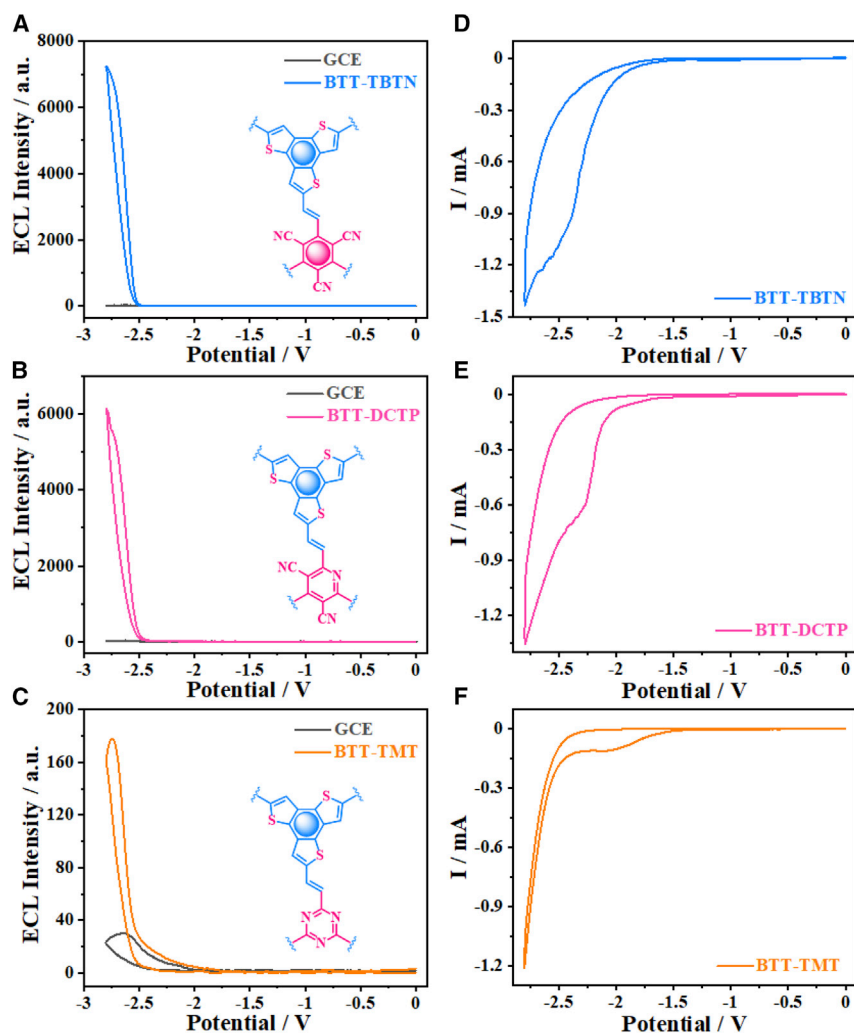 A
ECL Intensity / a.u.
8000
6000
4000
2000
0
GCE
BTT-TBTN
S
S
S
NC
CN
CN
-3 -2.5 -2 -1.5 -1 -0.5 0
Potential / V
D
I / mA
0
-0.3
-0.6
-0.9
-1.2
-1.5
BTT-TBTN
-2.5 -2 -1.5 -1 -0.5 0
Potential / V
B
ECL Intensity / a.u.
6000
4000
2000
0
GCE
BTT-DCTP
S
S
S
NC
N
CN
-3 -2.5 -2 -1.5 -1 -0.5 0
Potential / V
E
I / mA
0
-0.3
-0.6
-0.9
-1.2
BTT-DCTP
-2.5 -2 -1.5 -1 -0.5 0
Potential / V
C
ECL Intensity / a.u.
200
160
120
80
40
0
GCE
BTT-TMT
S
S
S
N N
N
-3 -2.5 -2 -1.5 -1 -0.5 0
Potential / V
F
I / mA
0
-0.3
-0.6
-0.9
-1.2
BTT-TMT
-2.5 -2 -1.5 -1 -0.5 0
Potential / V